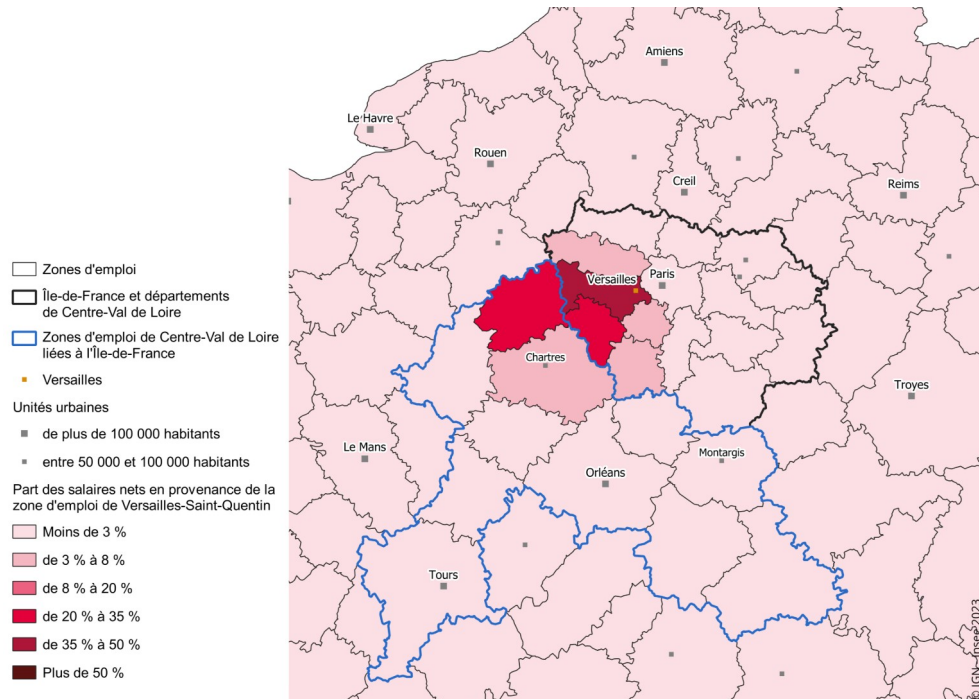 Amiens
Le Havre
Rouen
Creil
Reims
Versailles
Paris
Chartres
Troyes
Le Mans
Montargis
Orléans
Tours
Zones d'emploi
Île-de-France et départements
de Centre-Val de Loire
Zones d'emploi de Centre-Val de Loire
liées à l'Île-de-France
Versailles
Unités urbaines
de plus de 100 000 habitants
entre 50 000 et 100 000 habitants
Part des salaires nets en provenance de la
zone d'emploi de Versailles-Saint-Quentin
Moins de 3 %
de 3 % à 8 %
de 8 % à 20 %
de 20 % à 35 %
de 35 % à 50 %
Plus de 50 %
IGN-Insee2023